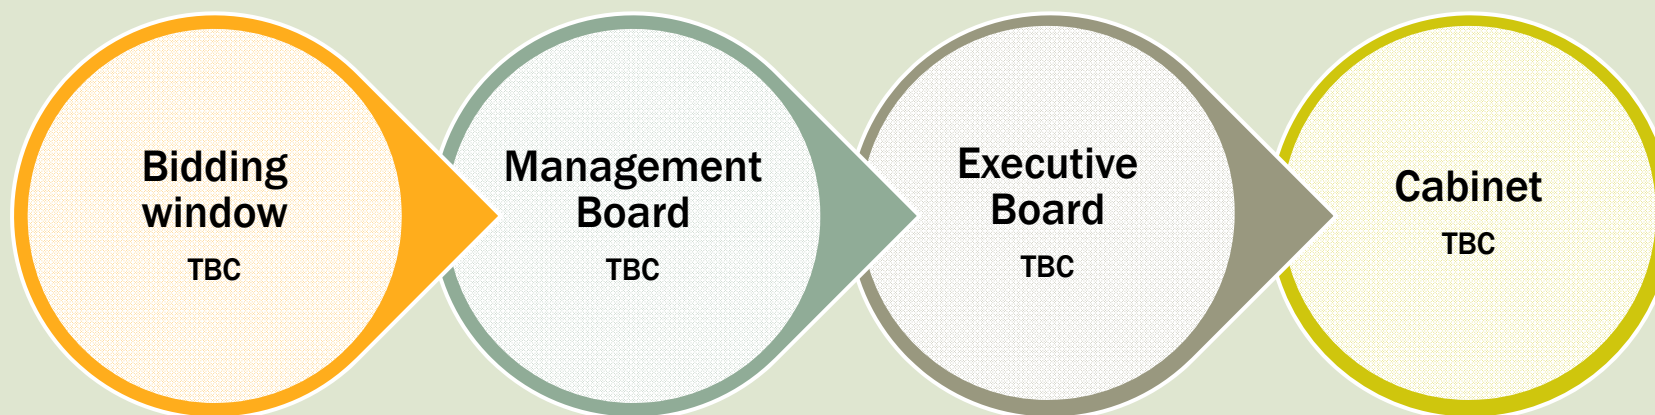 Bidding
window
TBC
Management
Board
TBC
Executive
Board
TBC
Cabinet
TBC